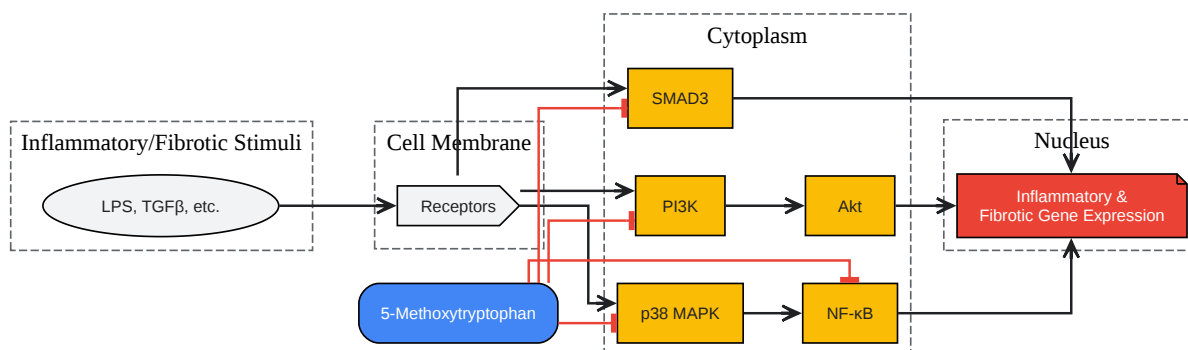 Cytoplasm
SMAD3
Inflammatory/Fibrotic Stimuli
Cell Membrane
Nucleus
LPS, TGFβ, etc.
Receptors
PI3K
Akt
Inflammatory &
Fibrotic Gene Expression
5-Methoxytryptophan
p38 MAPK
NF-κB